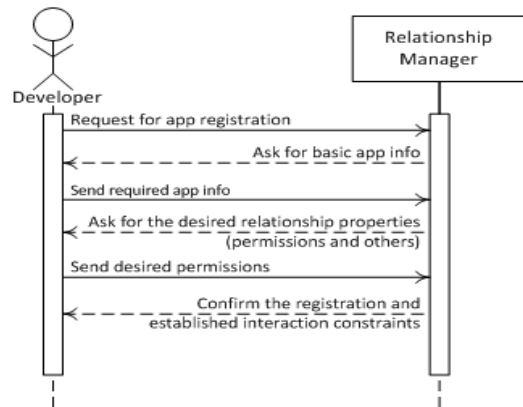 Relationship
Manager
Developer
Request for app registration
Ask for basic app info
Send required app info
Ask for the desired relationship properties
(permissions and others)
Send desired permissions
Confirm the registration and
established interaction constraints